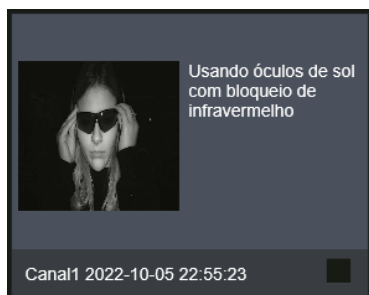 Usando óculos de sol
com bloqueio de
infravermelho
Canal1 2022-10-05 22:55:23